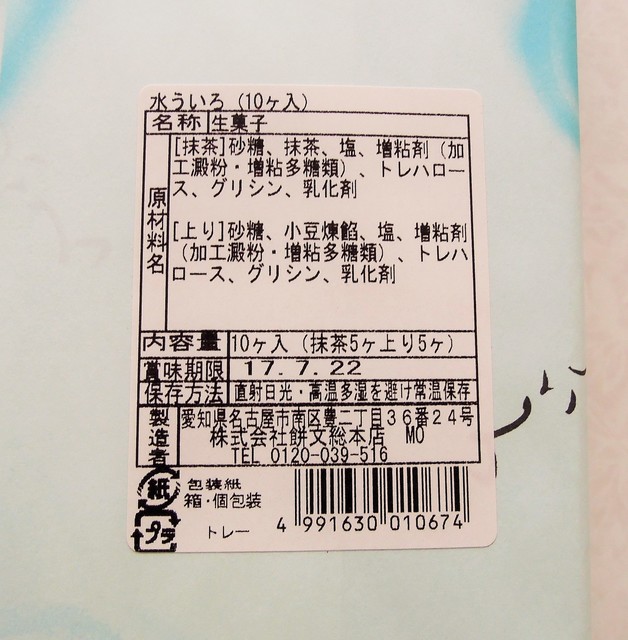 水ういろ (10ヶ入)
名称 生菓子
原材料名
[抹茶]砂糖、抹茶、塩、増粘剤（加
工澱粉・増粘多糖類）、トレハロー
ス、グリシン、乳化剤
[上り]砂糖、小豆煉餡、塩、増粘剤
（加工澱粉・増粘多糖類）、トレハ
ロース、グリシン、乳化剤
内容量 10ヶ入（抹茶5ヶ上り5ヶ）
賞味期限 17.7.22
保存方法 直射日光・高温多湿を避け常温保存
製造者
愛知県名古屋市南区豊二丁目36番24号
株式会社餅文総本店 MO
TEL 0120-039-516
紙 包装紙
箱・個包装
プラ トレー
4 991630 010674